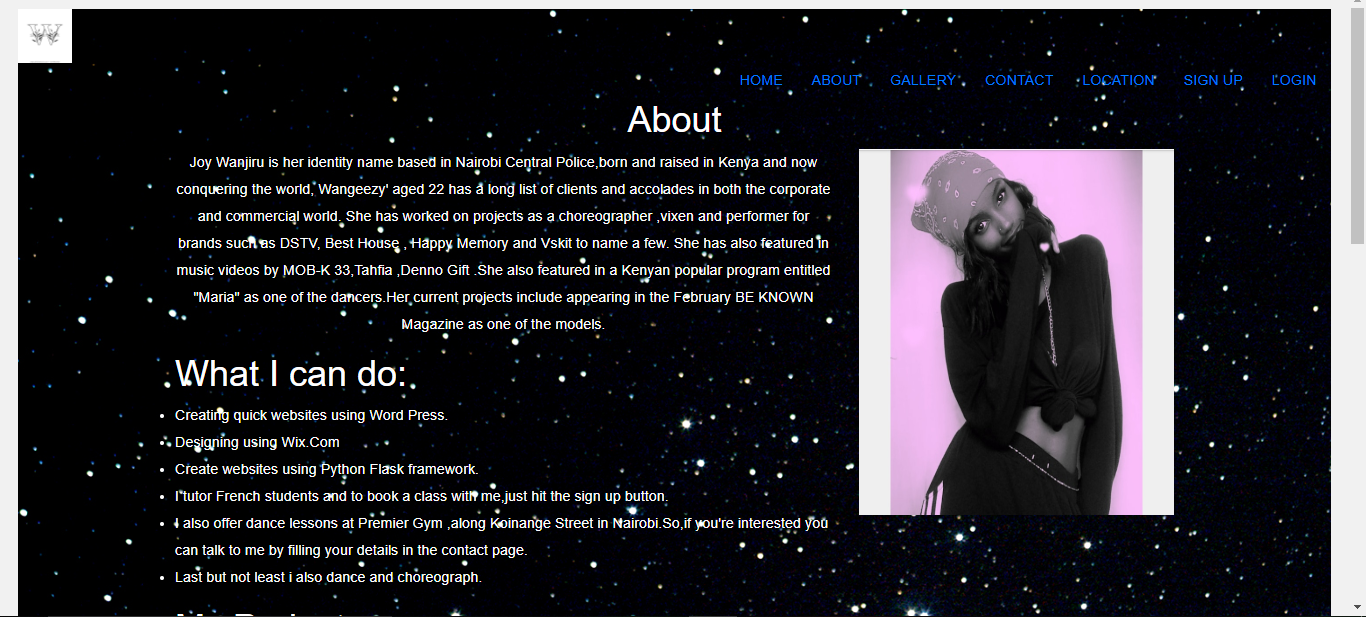 W
HOME ABOUT GALLERY CONTACT LOCATION SIGN UP LOGIN
About
Joy Wanjiru is her identity name based in Nairobi Central Police,born and raised in Kenya and now
conquering the world, Wangeezy' aged 22 has a long list of clients and accolades in both the corporate
and commercial world. She has worked on projects as a choreographer ,vixen and performer for
brands such as DSTV, Best House , Happy Memory and Vskit to name a few. She has also featured in
music videos by MOB-K 33,Tahfia ,Denno Gift .She also featured in a Kenyan popular program entitled
"Maria" as one of the dancers.Her current projects include appearing in the February BE KNOWN
Magazine as one of the models.
What I can do:
Creating quick websites using Word Press.
Designing using Wix.Com
Create websites using Python Flask framework.
I tutor French students and to book a class with me,just hit the sign up button.
I also offer dance lessons at Premier Gym ,along Koinange Street in Nairobi.So,if you're interested you
can talk to me by filling your details in the contact page.
Last but not least i also dance and choreograph.